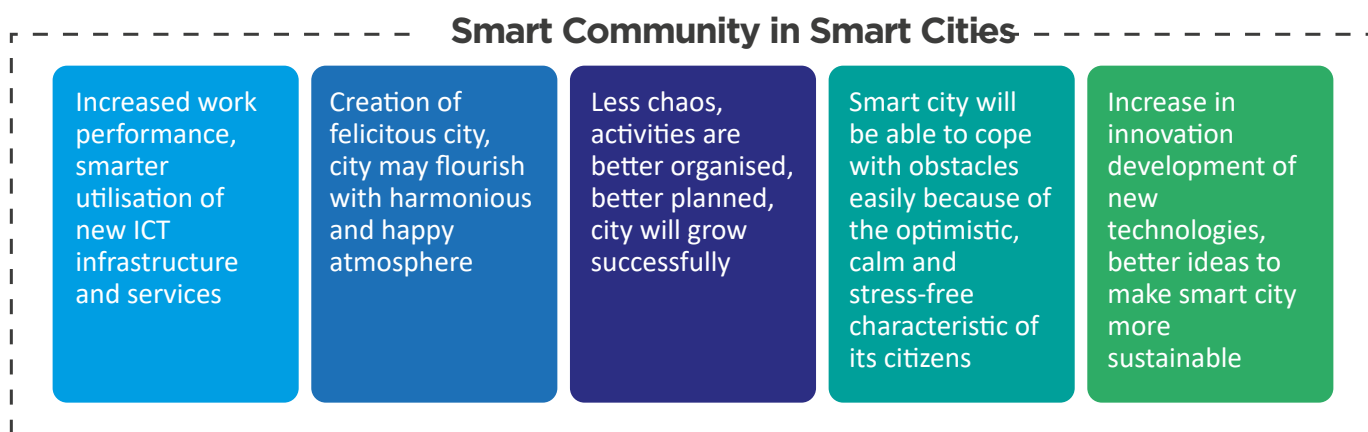 Smart Community in Smart Cities
Increased work
performance,
smarter
utilisation of
new ICT
infrastructure
and services
Creation of
felicitous city,
city may flourish
with harmonious
and happy
atmosphere
Less chaos,
activities are
better organised,
better planned,
city will grow
successfully
Smart city will
be able to cope
with obstacles
easily because of
the optimistic,
calm and
stress-free
characteristic of
its citizens
Increase in
innovation
development of
new
technologies,
better ideas to
make smart city
more
sustainable